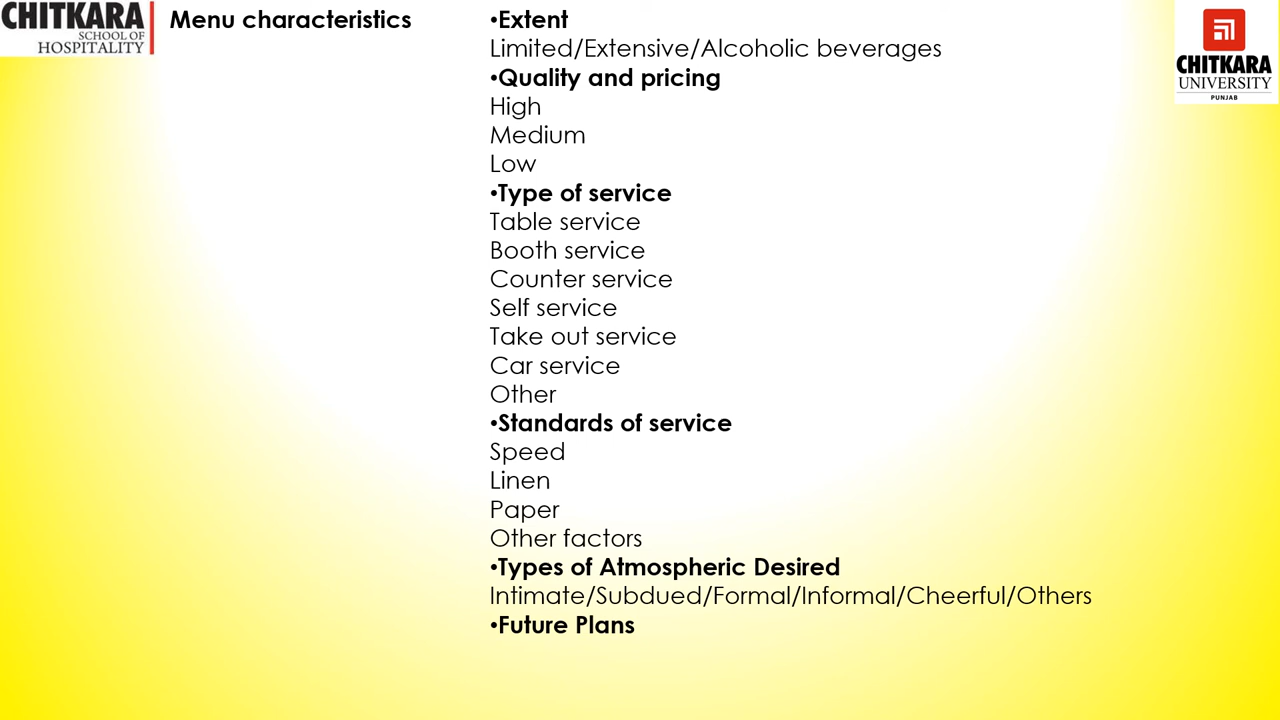 CHITKARA
SCHOOL OF
HOSPITALITY
Menu characteristics
•Extent
Limited/Extensive/Alcoholic beverages
•Quality and pricing
High
Medium
Low
•Type of service
Table service
Booth service
Counter service
Self service
Take out service
Car service
Other
•Standards of service
Speed
Linen
Paper
Other factors
•Types of Atmospheric Desired
Intimate/Subdued/Formal/Informal/Cheerful/Others
•Future Plans
CHITKARA
UNIVERSITY
PUNJAB